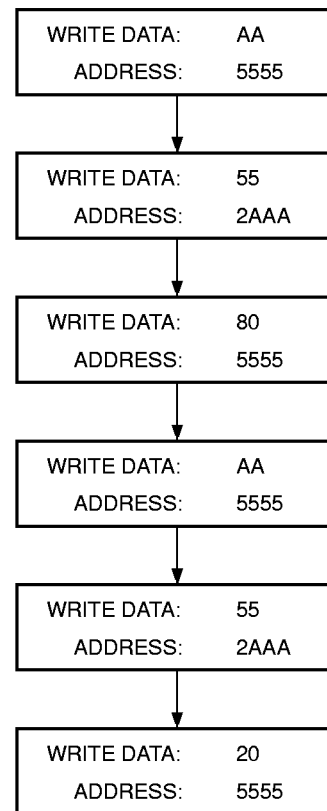 WRITE DATA: AA
ADDRESS: 5555
WRITE DATA: 55
ADDRESS: 2AAA
WRITE DATA: 80
ADDRESS: 5555
WRITE DATA: AA
ADDRESS: 5555
WRITE DATA: 55
ADDRESS: 2AAA
WRITE DATA: 20
ADDRESS: 5555